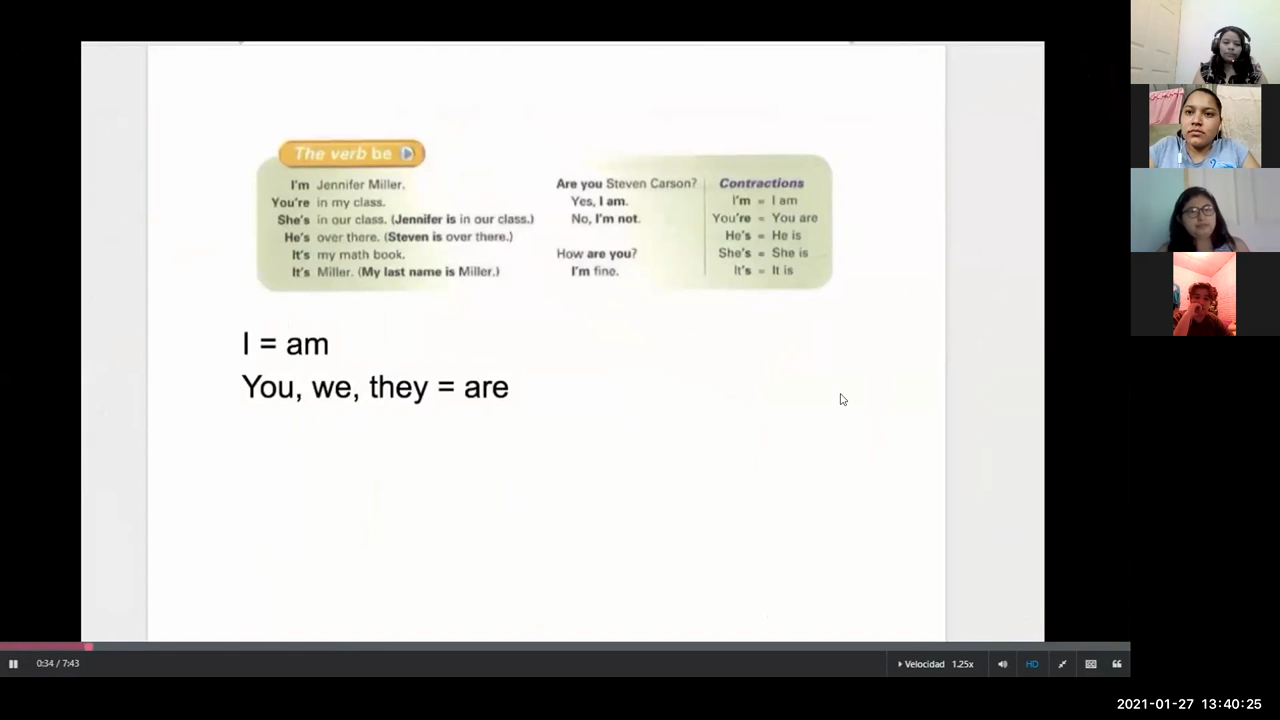 The verb be
I'm Jennifer Miller.
You're in my class.
She's in our class. (Jennifer is in our class.)
He's over there. (Steven is over there.)
It's my math book.
It's Miller. (My last name is Miller.)
Are you Steven Carson?
Yes, I am.
No, I'm not.
How are you?
I'm fine.
Contractions
I'm = I am
You're = You are
He's = He is
She's = She is
It's = It is
I = am
You, we, they = are
0:34 / 7:43
Velocidad 1.25x
HD
2021-01-27 13:40:25